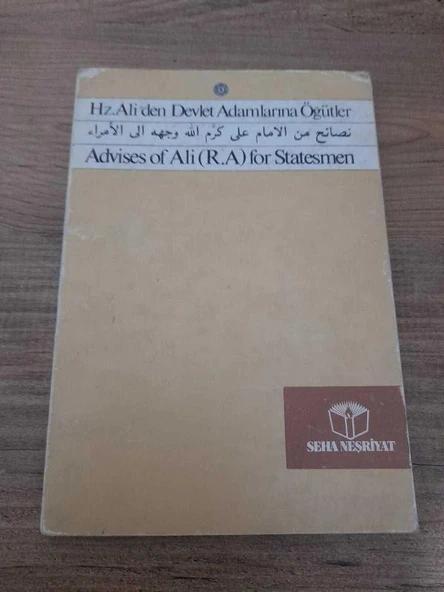 Hz.Ali'den Devlet Adamlarına Öğütler
نصائح من الامام على كرّم الله وجهه الى الأمراء
Advises of Ali (R.A) for Statesmen
SEHA NEŞRİYAT